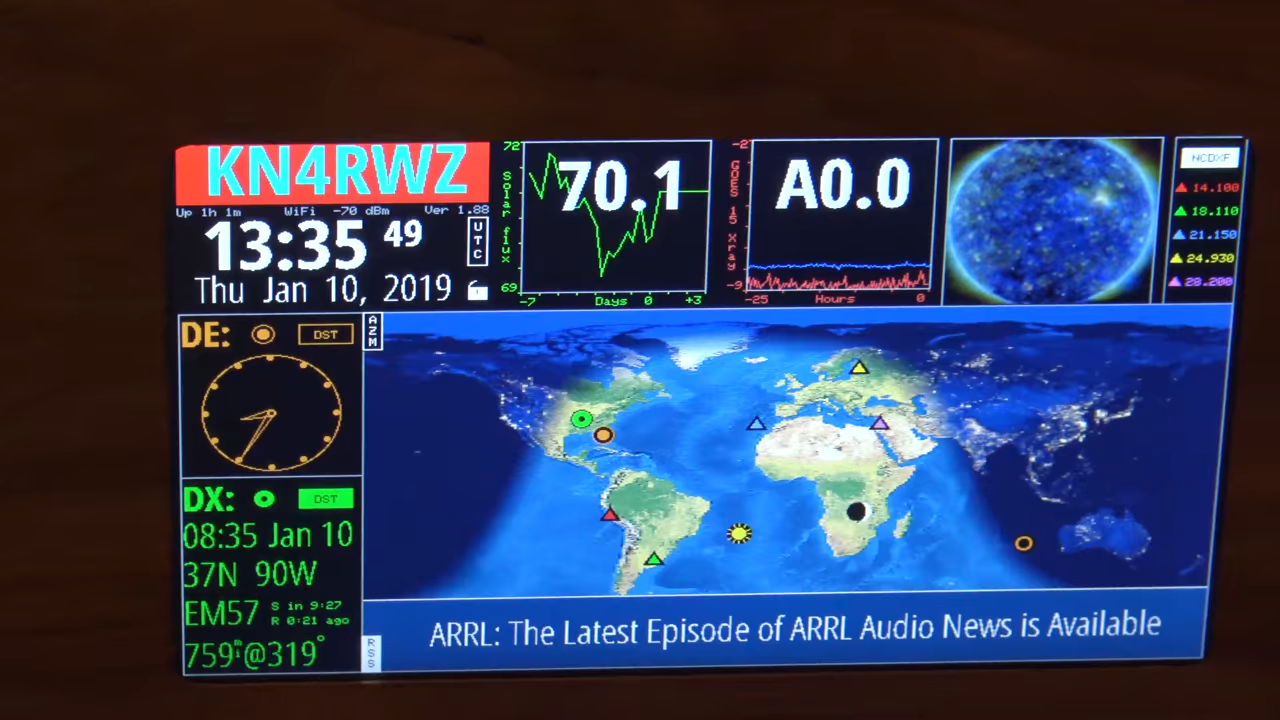 KN4RWZ
Up 1h 1m WiFi -70 dBm Ver 1.88
13:35 49 UTC
Thu Jan 10, 2019
72 Solar flux 70.1
69
-7 Days 0 +3
-2 GOES 15 Xray A0.0
-9
-25 Hours 0
NCDXF
14.100
18.110
21.150
24.930
28.200
DE: DST
AZM
DX: DST
08:35 Jan 10
37N 90W
EM57 S in 9:27
R 0:21 ago
759mi@319°
RSS
ARRL: The Latest Episode of ARRL Audio News is Available